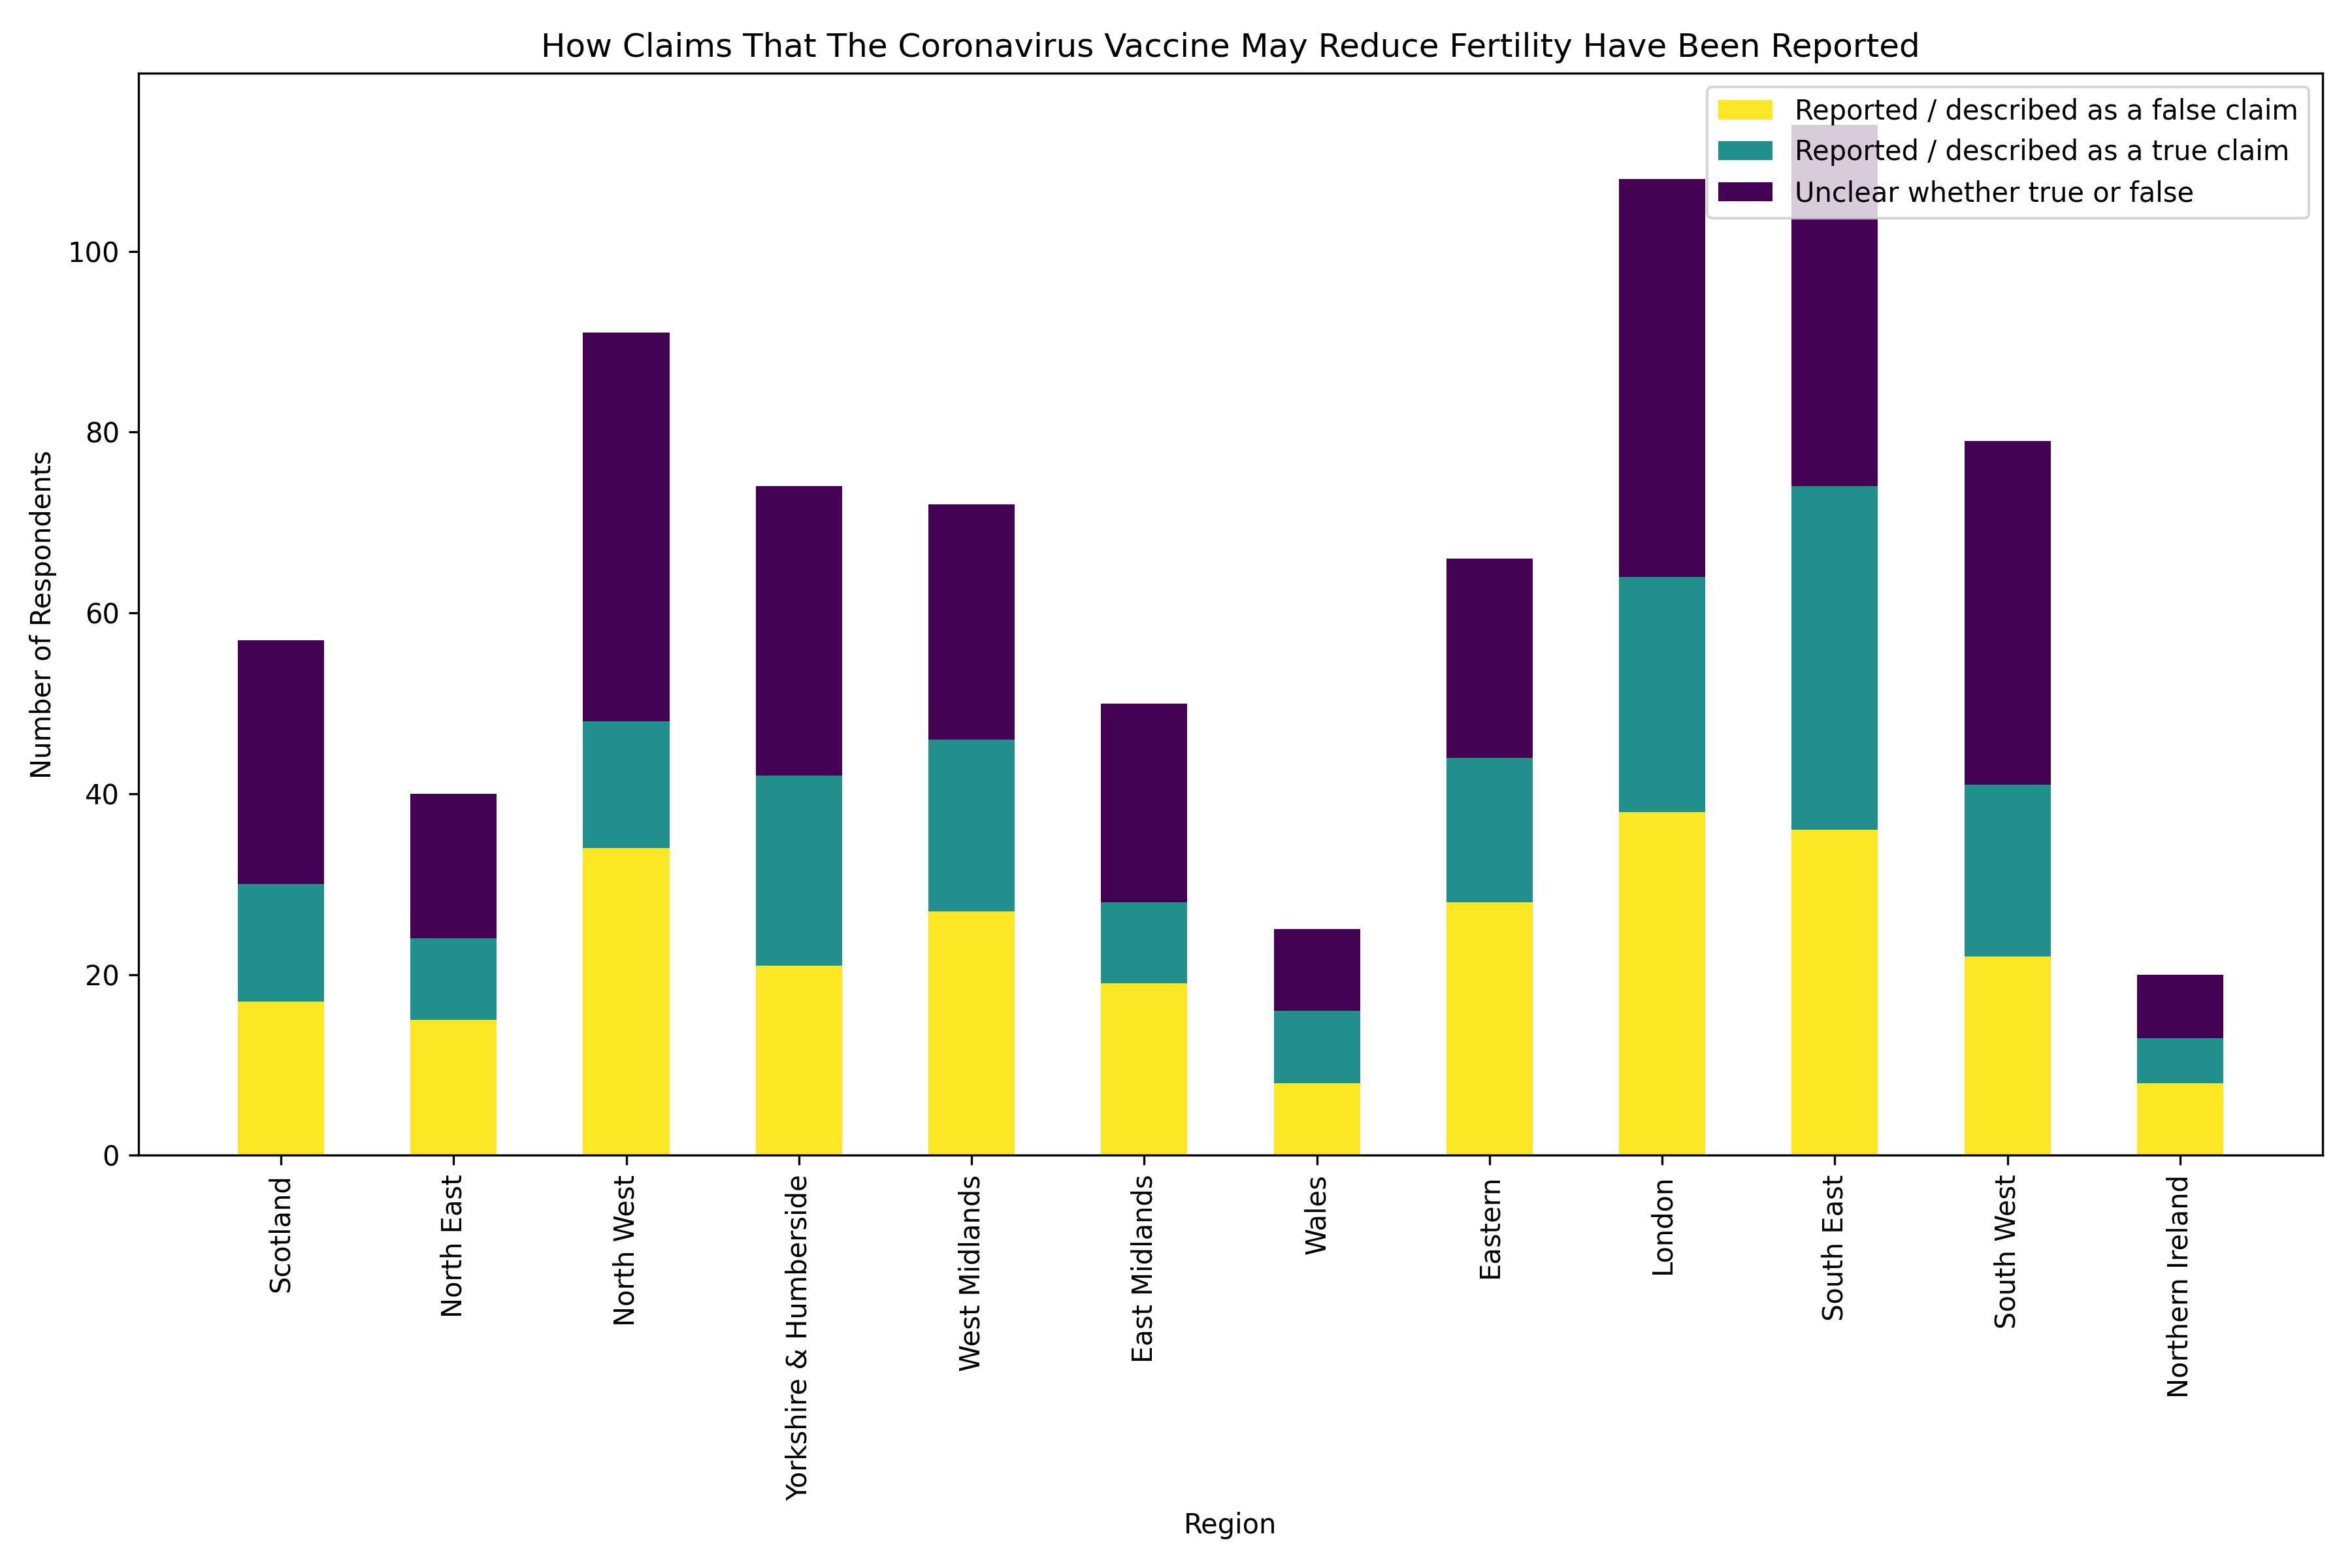 How Claims That The Coronavirus Vaccine May Reduce Fertility Have Been Reported
Reported / described as a false claim
Reported / described as a true claim
Unclear whether true or false
Number of Respondents
100
80
60
40
20
0
Scotland
North East
North West
Yorkshire & Humberside
West Midlands
East Midlands
Wales
Eastern
London
South East
South West
Northern Ireland
Region